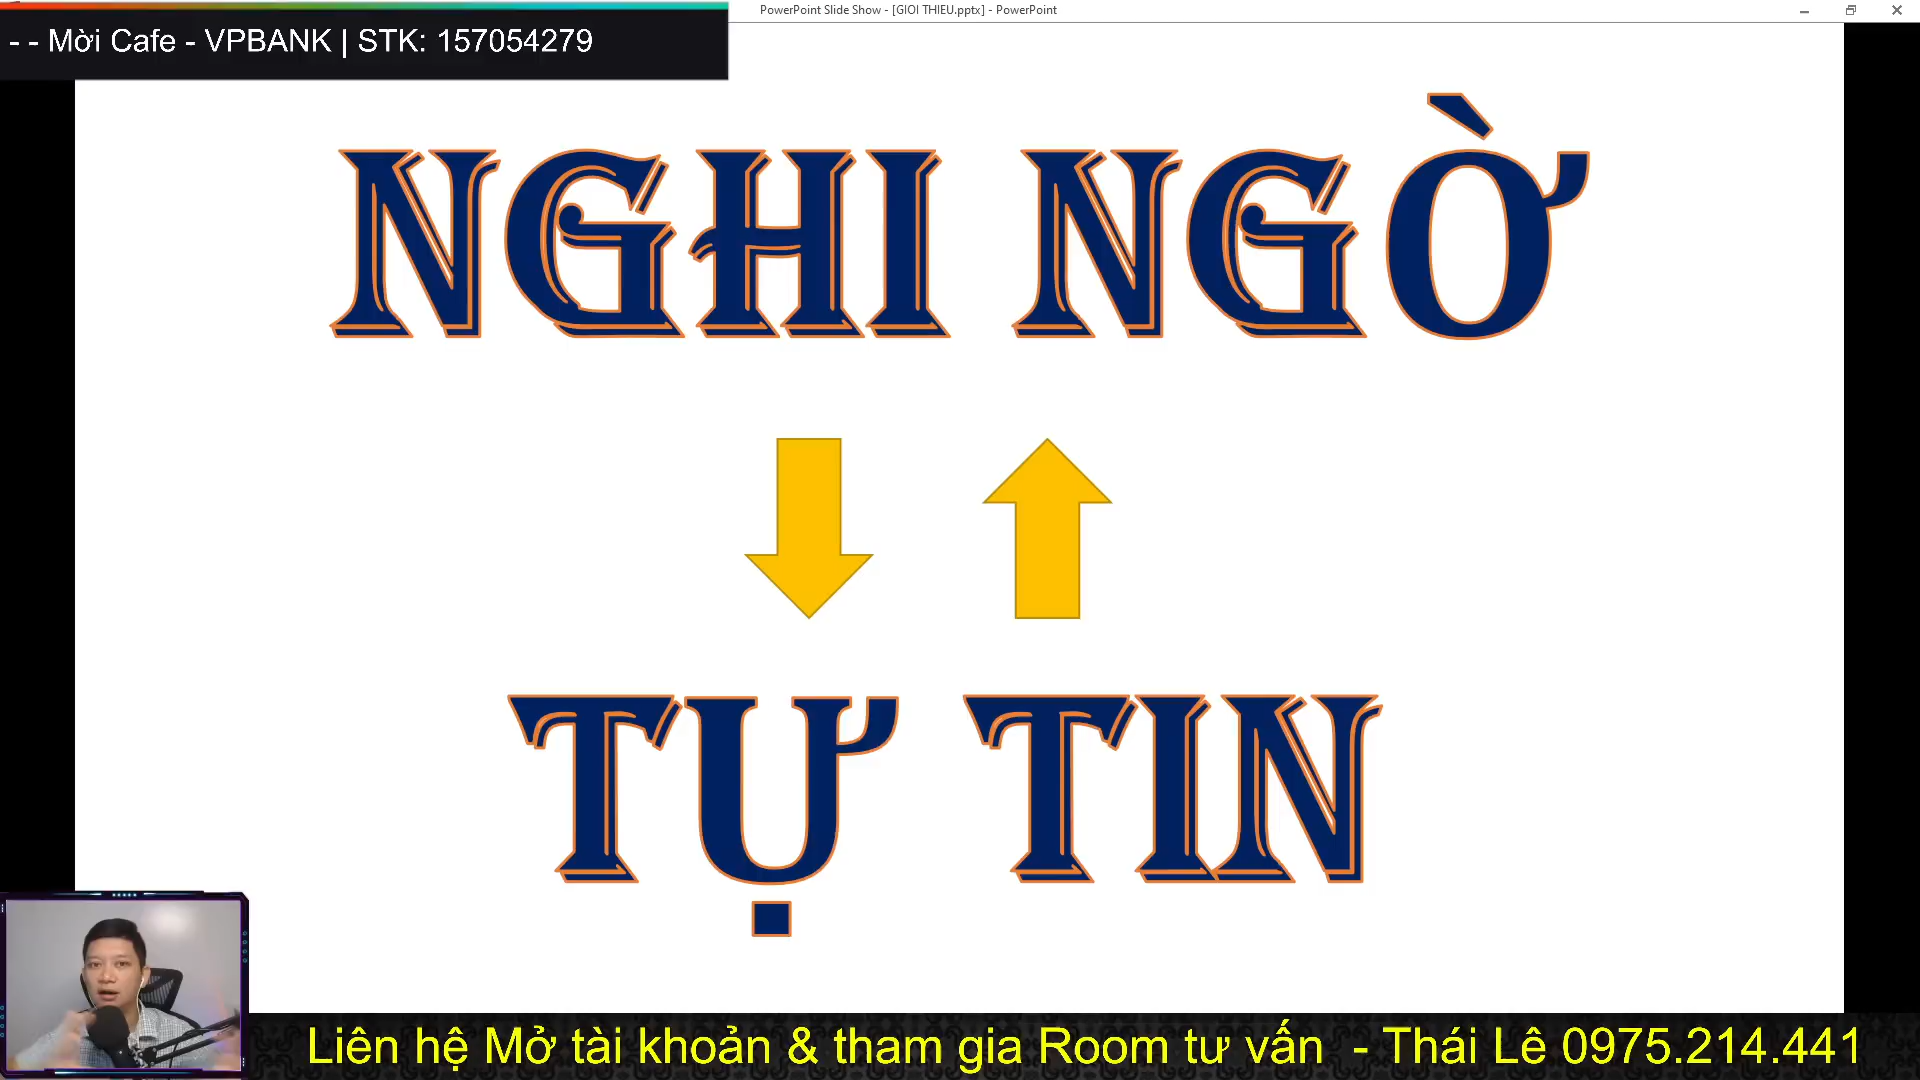 PowerPoint Slide Show - [GIOI THIEU.pptx] - PowerPoint
- - Mời Cafe - VPBANK | STK: 157054279
NGHI NGỜ
TỰ TIN
Liên hệ Mở tài khoản & tham gia Room tư vấn - Thái Lê 0975.214.441